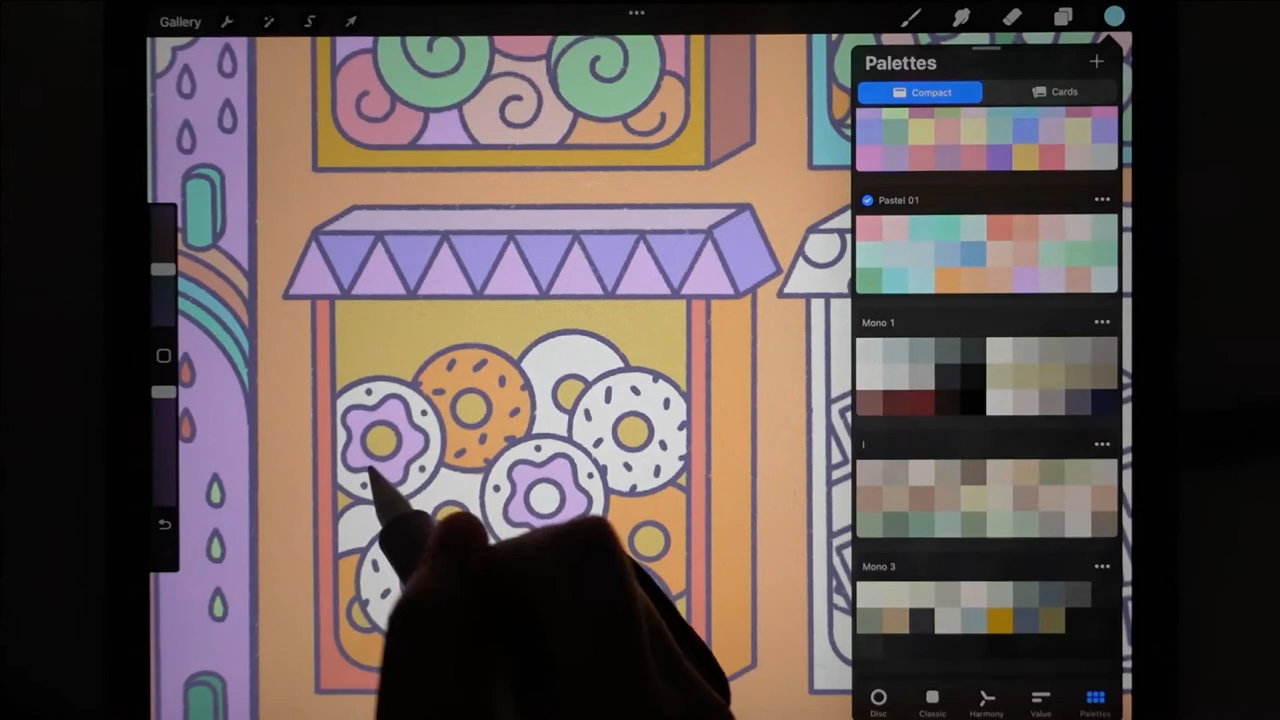 Gallery
Palettes
Compact
Cards
Pastel 01
Mono 1
I
Mono 3
Disc
Classic
Harmony
Value
Palettes